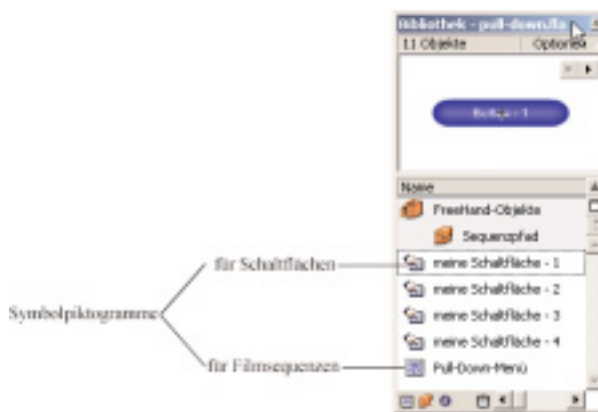 Bibliothek - pull-down.fla
11 Objekte Optionen
Button - 1
Name
FreeHand-Objekte
Sequenzpfad
für Schaltflächen
meine Schaltfläche - 1
meine Schaltfläche - 2
Symbolpiktogramme
meine Schaltfläche - 3
meine Schaltfläche - 4
für Filmsequenzen
Pull-Down-Menü